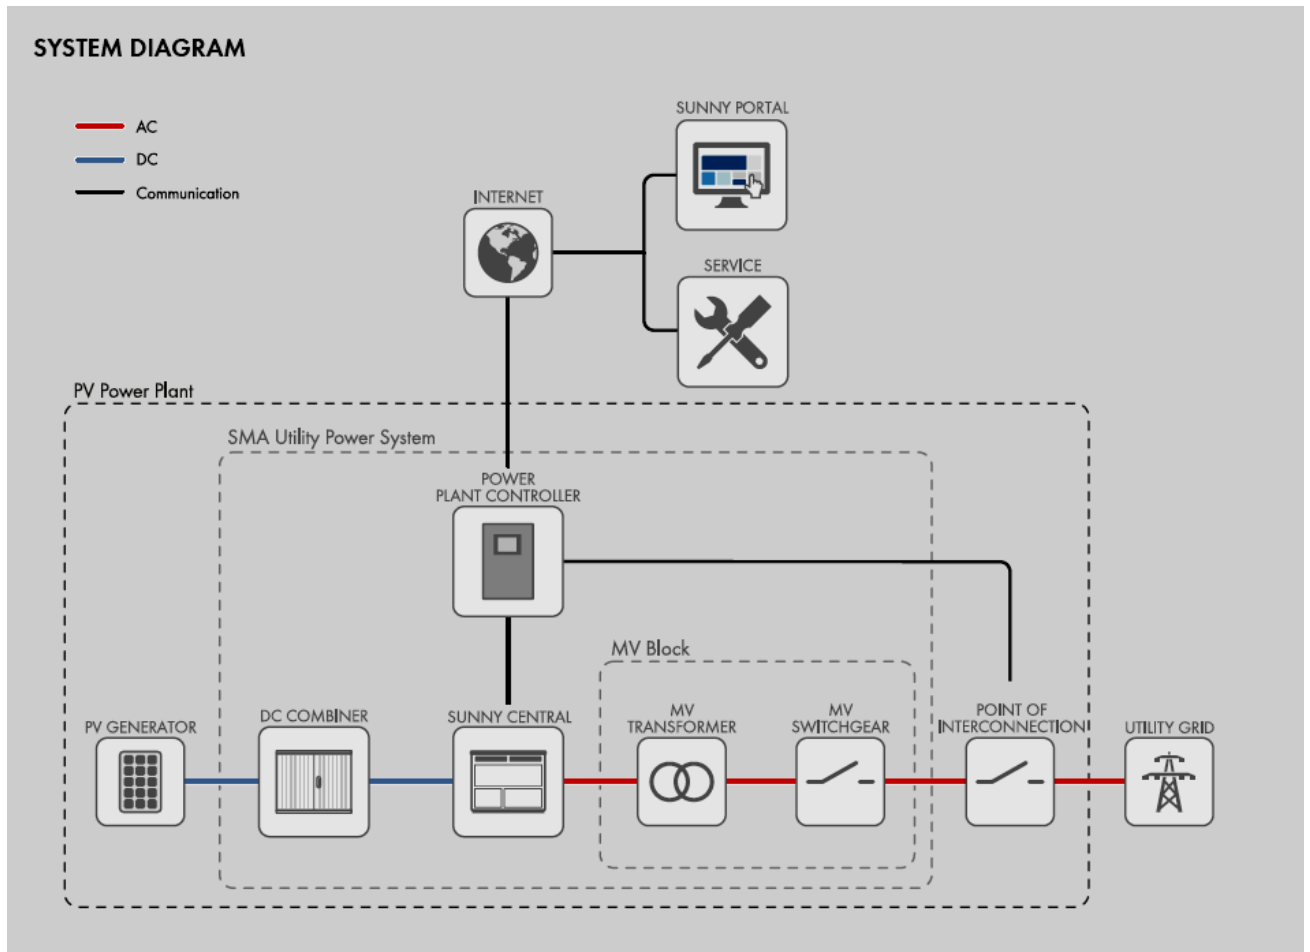 SYSTEM DIAGRAM
AC
DC
Communication
SUNNY PORTAL
INTERNET
SERVICE
PV Power Plant
SMA Utility Power System
POWER
PLANT CONTROLLER
MV Block
PV GENERATOR
DC COMBINER
SUNNY CENTRAL
MV
TRANSFORMER
MV
SWITCHGEAR
POINT OF
INTERCONNECTION
UTILITY GRID